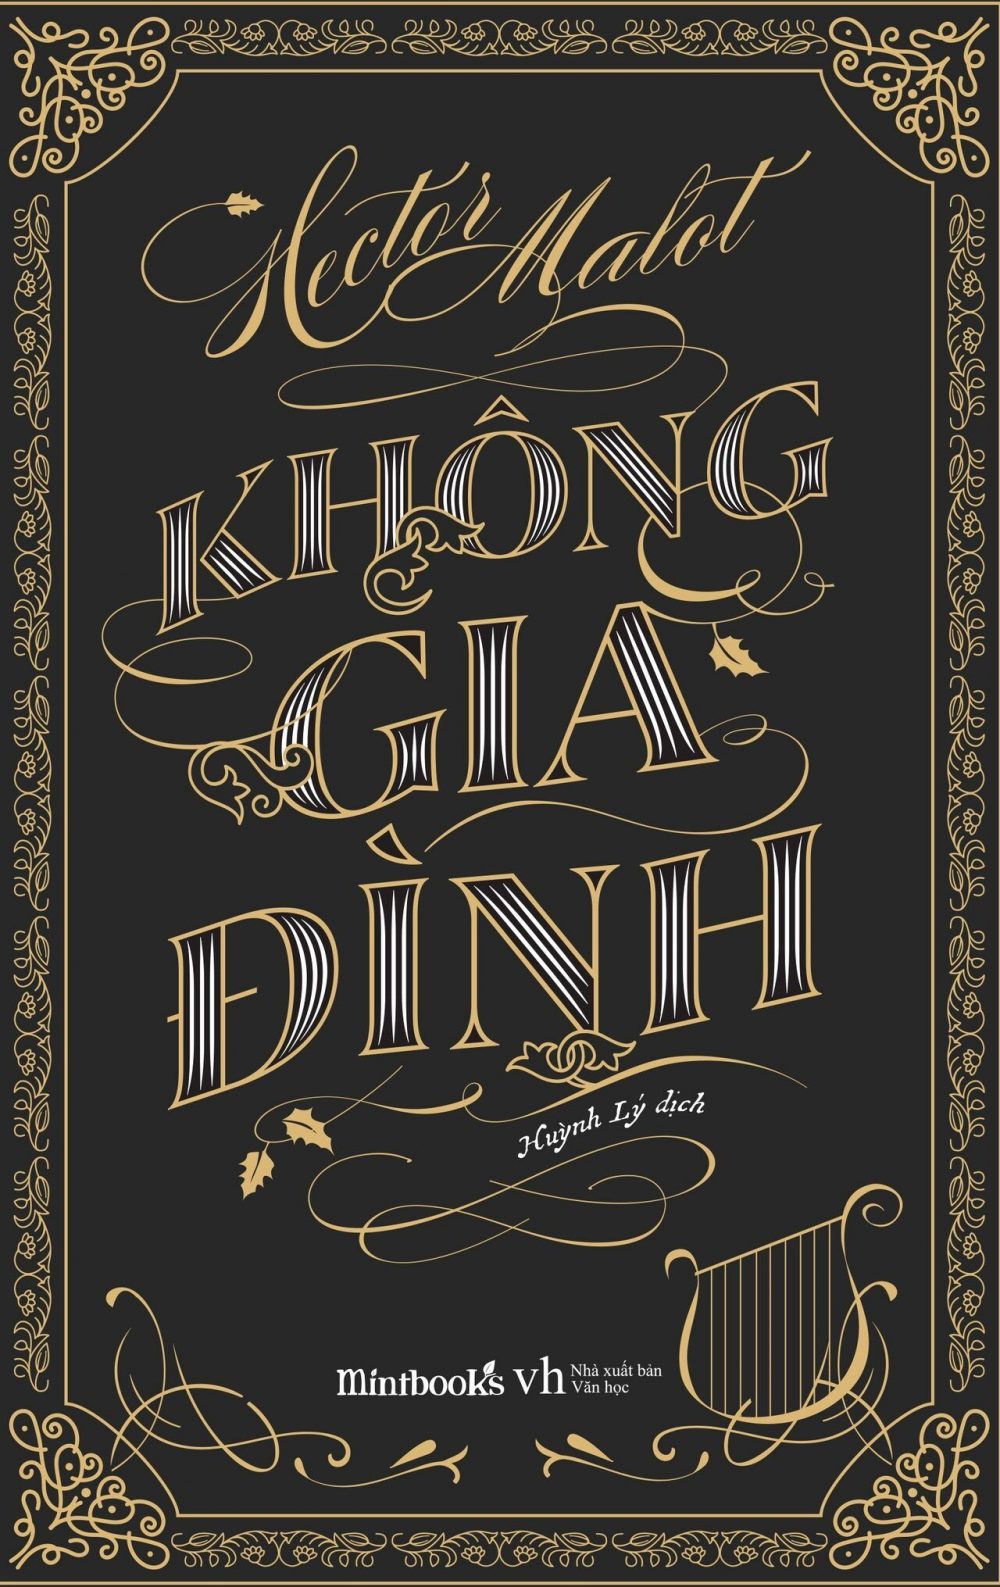 Hector Malot
KHÔNG
GIA
ĐÌNH
Huỳnh Lý dịch
mintbooks vh Nhà xuất bản
Văn học